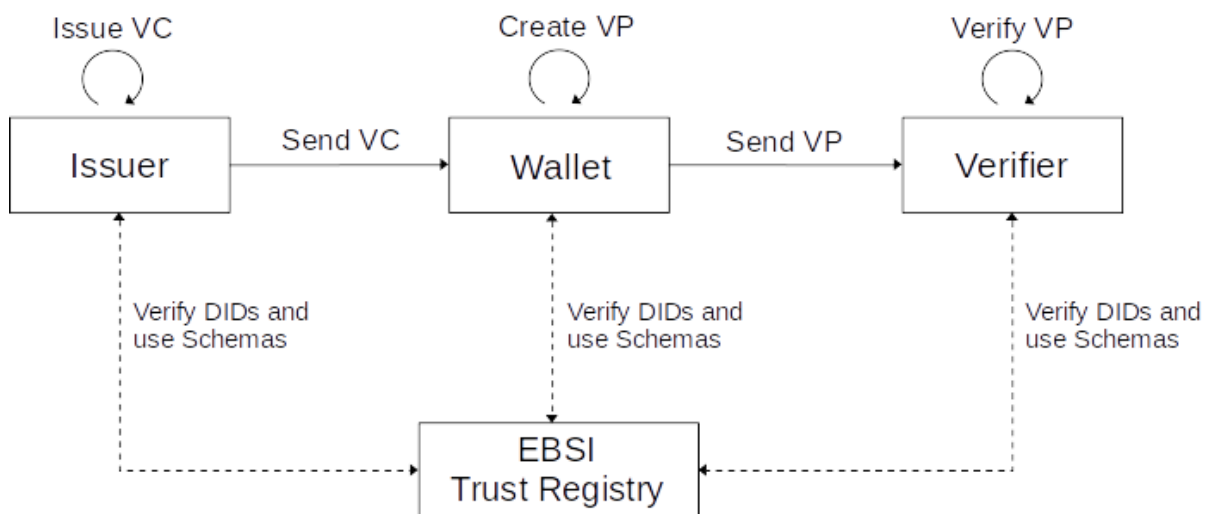 Issue VC
Create VP
Verify VP
Issuer
Send VC
Wallet
Send VP
Verifier
Verify DIDs and
use Schemas
Verify DIDs and
use Schemas
Verify DIDs and
use Schemas
EBSI
Trust Registry